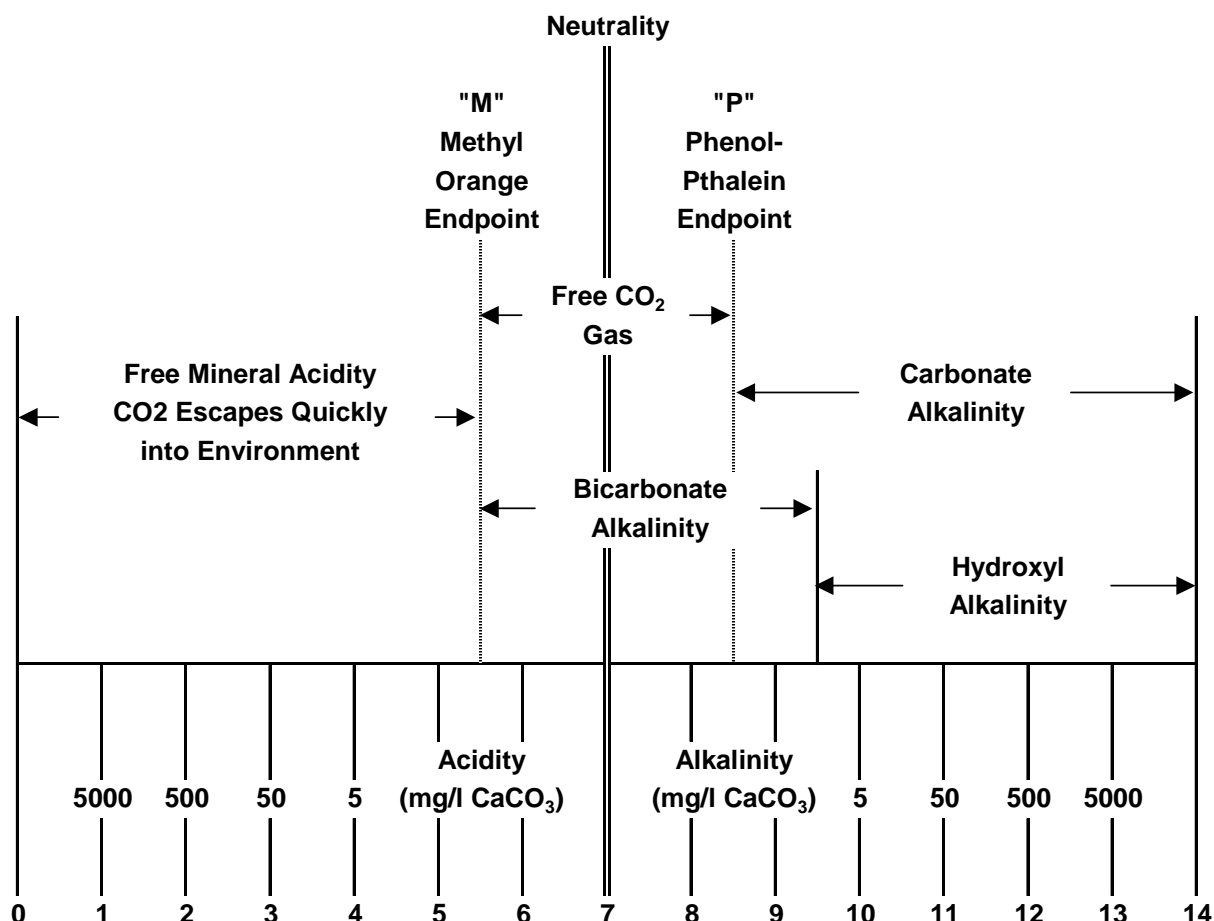 Neutrality
"M"
Methyl
Orange
Endpoint
"P"
Phenol-
Pthalein
Endpoint
Free CO₂
Gas
Free Mineral Acidity
CO2 Escapes Quickly
into Environment
Carbonate
Alkalinity
Bicarbonate
Alkalinity
Hydroxyl
Alkalinity
Acidity
(mg/l CaCO₃)
Alkalinity
(mg/l CaCO₃)
5000 500 50 5
5 50 500 5000
0 1 2 3 4 5 6 7 8 9 10 11 12 13 14